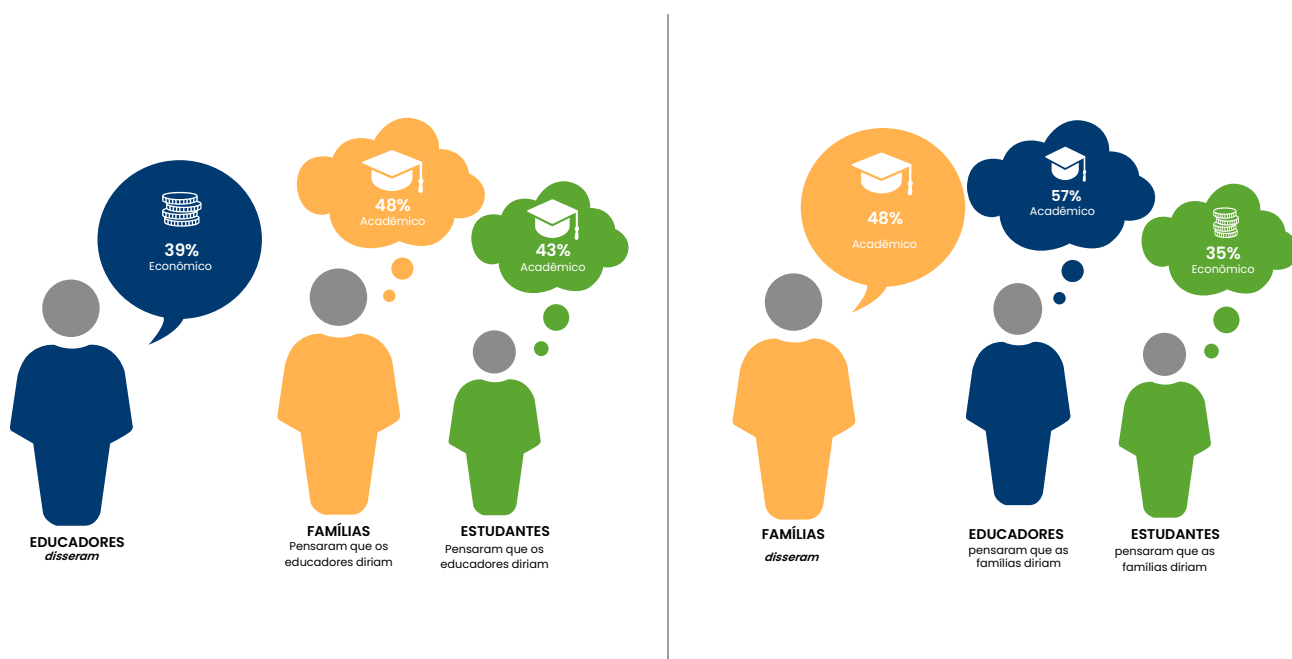 39%
Econômico
EDUCADORES
disseram
48%
Acadêmico
FAMÍLIAS
Pensaram que os
educadores diriam
43%
Acadêmico
ESTUDANTES
Pensaram que os
educadores diriam
48%
Acadêmico
FAMÍLIAS
disseram
57%
Acadêmico
EDUCADORES
pensaram que as
famílias diriam
35%
Econômico
ESTUDANTES
pensaram que as
famílias diriam